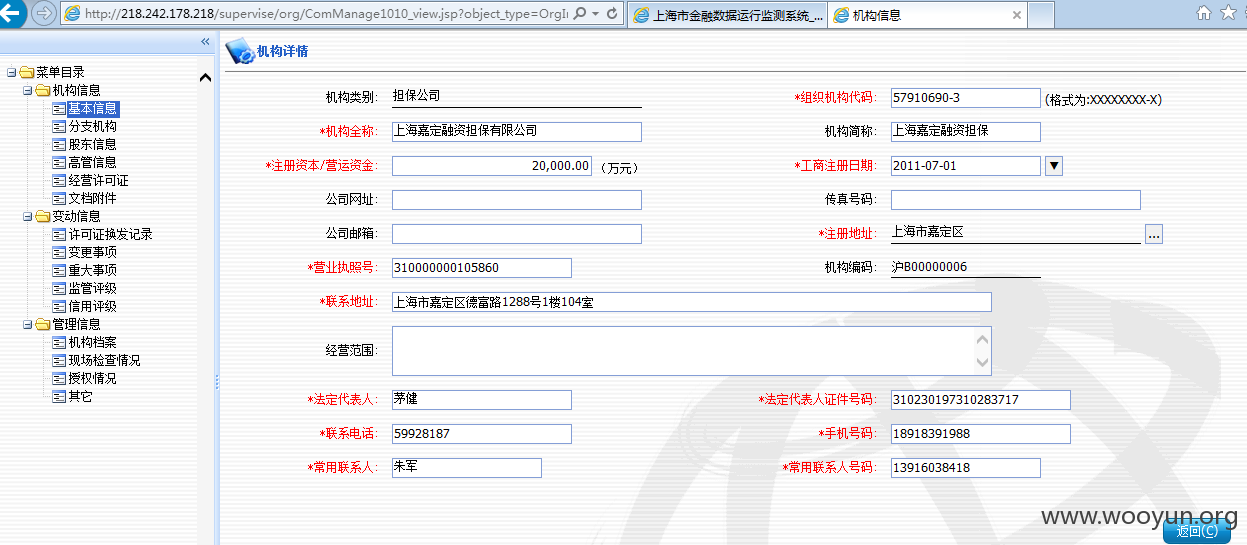 http://218.242.178.218/supervise/org/ComManage1010_view.jsp?object_type=OrgIn
上海市金融数据运行监测系统_...
机构信息
机构详情
菜单目录
机构信息
基本信息
分支机构
股东信息
高管信息
经营许可证
文档附件
变动信息
许可证换发记录
变更事项
重大事项
监管评级
信用评级
管理信息
机构档案
现场检查情况
授权情况
其它
机构类别: 担保公司 *组织机构代码: 57910690-3 (格式为:XXXXXXXX-X)
*机构全称: 上海嘉定融资担保有限公司 机构简称: 上海嘉定融资担保
*注册资本/营运资金: 20,000.00 (万元) *工商注册日期: 2011-07-01
公司网址: 传真号码:
公司邮箱: *注册地址: 上海市嘉定区 ...
*营业执照号: 310000000105860 机构编码: 沪B00000006
*联系地址: 上海市嘉定区德富路1288号1楼104室
经营范围:
*法定代表人: 茅健 *法定代表人证件号码: 310230197310283717
*联系电话: 59928187 *手机号码: 18918391988
*常用联系人: 朱军 *常用联系人号码: 13916038418
www.wooyun.org
返回(C)